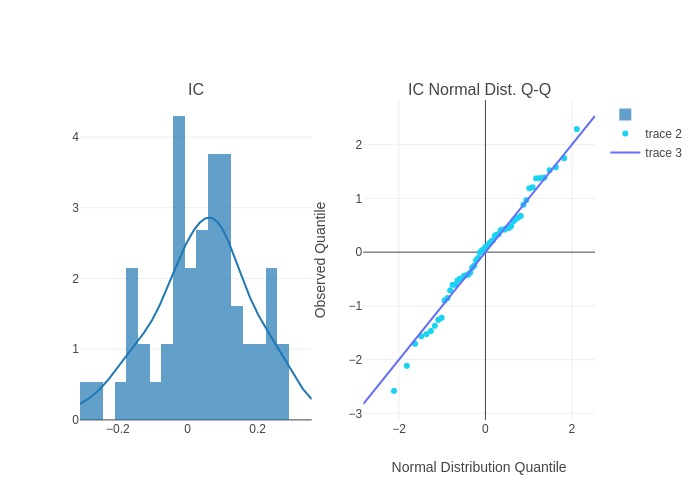 IC
IC Normal Dist. Q-Q
4
3
2
1
0
−0.2
0
0.2
Observed Quantile
2
1
0
−1
−2
−3
−2
0
2
Normal Distribution Quantile
trace 2
trace 3